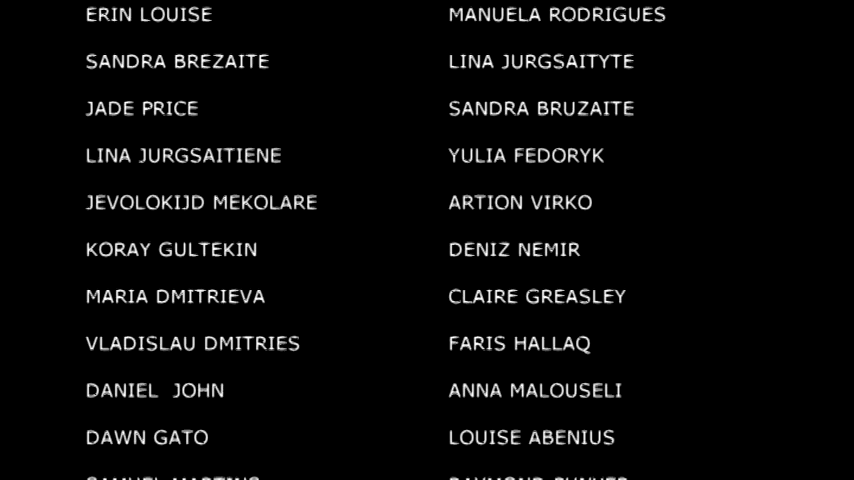 ERIN LOUISE MANUELA RODRIGUES
SANDRA BREZAITE LINA JURGSAITYTE
JADE PRICE SANDRA BRUZAITE
LINA JURGSAITIENE YULIA FEDORYK
JEVOLOKIJD MEKOLARE ARTION VIRKO
KORAY GULTEKIN DENIZ NEMIR
MARIA DMITRIEVA CLAIRE GREASLEY
VLADISLAU DMITRIES FARIS HALLAQ
DANIEL JOHN ANNA MALOUSELI
DAWN GATO LOUISE ABENIUS